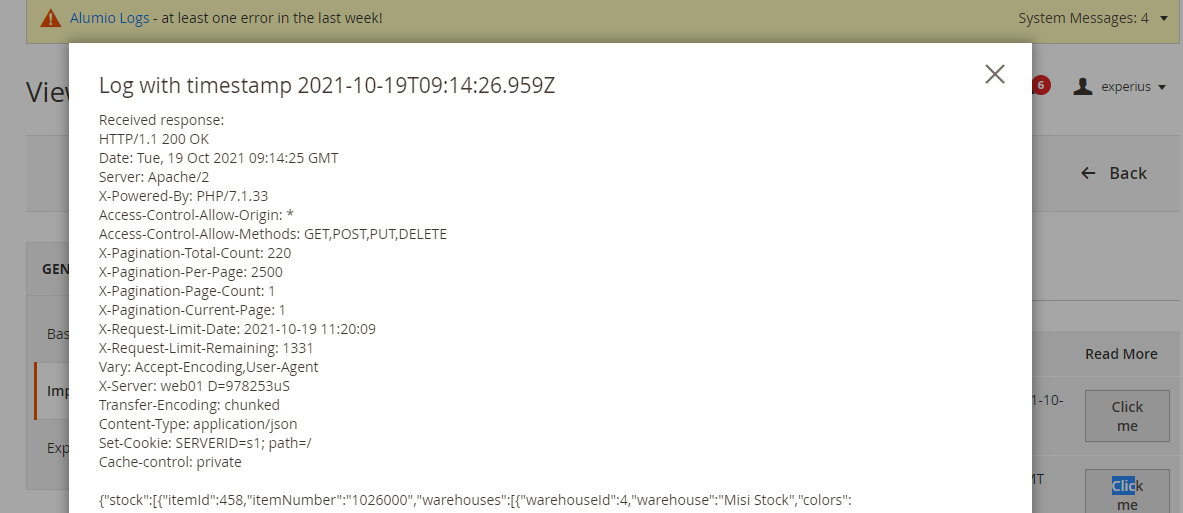 Alumio Logs - at least one error in the last week!
System Messages: 4
Log with timestamp 2021-10-19T09:14:26.959Z
6
experius
Received response:
HTTP/1.1 200 OK
Date: Tue, 19 Oct 2021 09:14:25 GMT
Server: Apache/2
X-Powered-By: PHP/7.1.33
Back
Access-Control-Allow-Origin: *
Access-Control-Allow-Methods: GET,POST,PUT,DELETE
X-Pagination-Total-Count: 220
X-Pagination-Per-Page: 2500
X-Pagination-Page-Count: 1
X-Pagination-Current-Page: 1
X-Request-Limit-Date: 2021-10-19 11:20:09
X-Request-Limit-Remaining: 1331
Read More
Vary: Accept-Encoding,User-Agent
X-Server: web01 D=978253uS
Transfer-Encoding: chunked
1-10-
Click
me
Content-Type: application/json
Set-Cookie: SERVERID=s1; path=/
Cache-control: private
Click
me
{"stock":[{"itemId":458,"itemNumber":"1026000","warehouses":[{"warehouseId":4,"warehouse":"Misi Stock","colors":